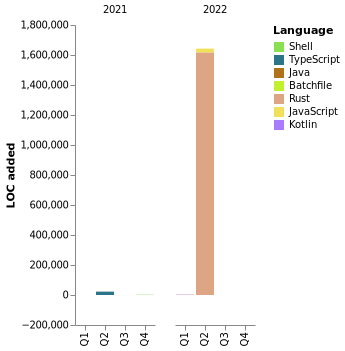 2021 2022
Language
Shell
TypeScript
Java
Batchfile
Rust
JavaScript
Kotlin
LOC added
1,800,000
1,600,000
1,400,000
1,200,000
1,000,000
800,000
600,000
400,000
200,000
0
−200,000
Q1 Q2 Q3 Q4 Q1 Q2 Q3 Q4